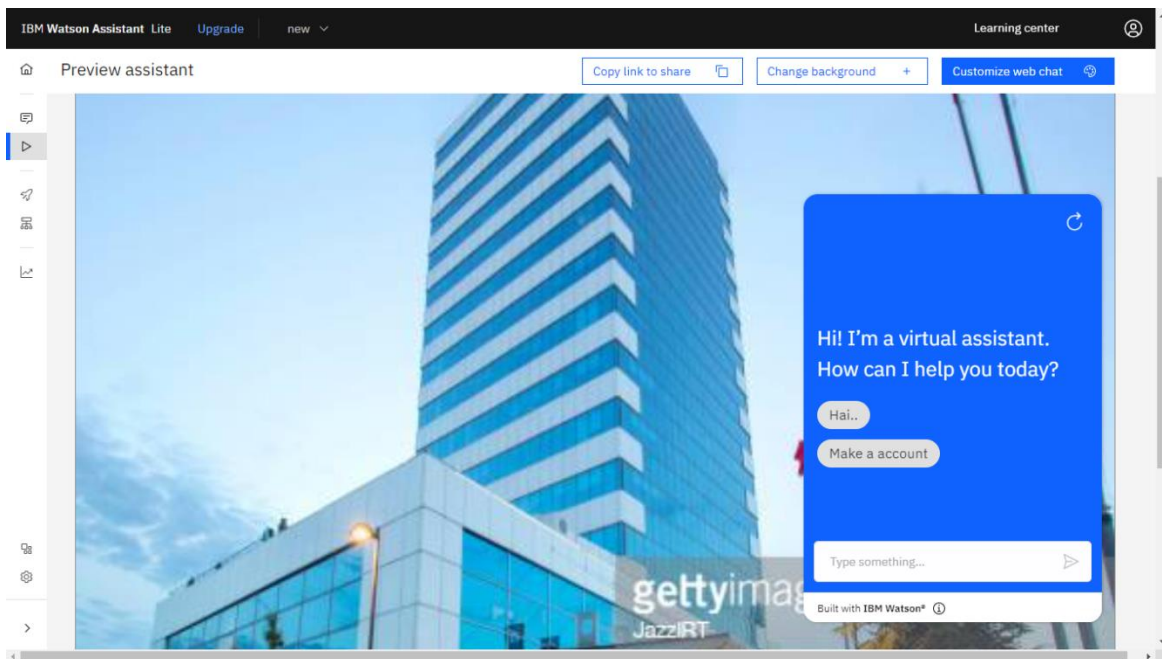 IBM Watson Assistant Lite Upgrade new Learning center
Preview assistant Copy link to share Change background + Customize web chat
Hi! I'm a virtual assistant.
How can I help you today?
Hai..
Make a account
Type something...
Built with IBM Watson®
gettyimag
JazzIRT